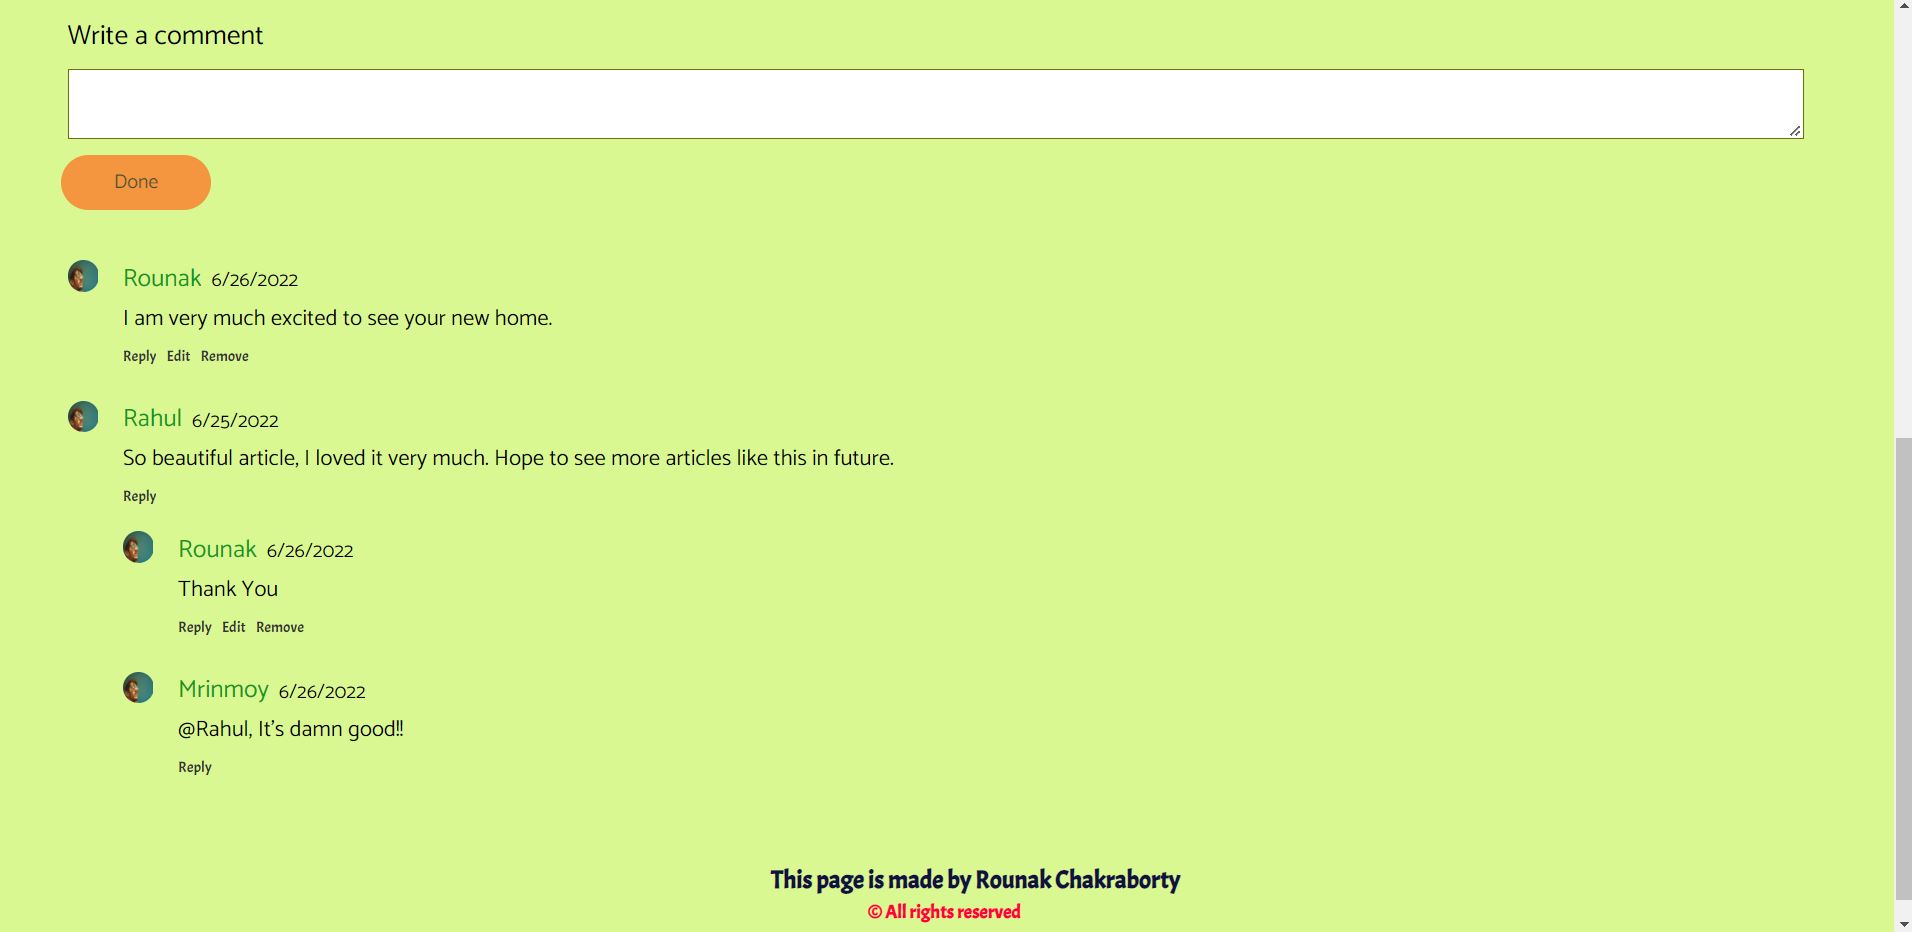 Write a comment
Done
Rounak 6/26/2022
I am very much excited to see your new home.
Reply Edit Remove
Rahul 6/25/2022
So beautiful article, I loved it very much. Hope to see more articles like this in future.
Reply
Rounak 6/26/2022
Thank You
Reply Edit Remove
Mrinmoy 6/26/2022
@Rahul, It's damn good!!
Reply
This page is made by Rounak Chakraborty
© All rights reserved